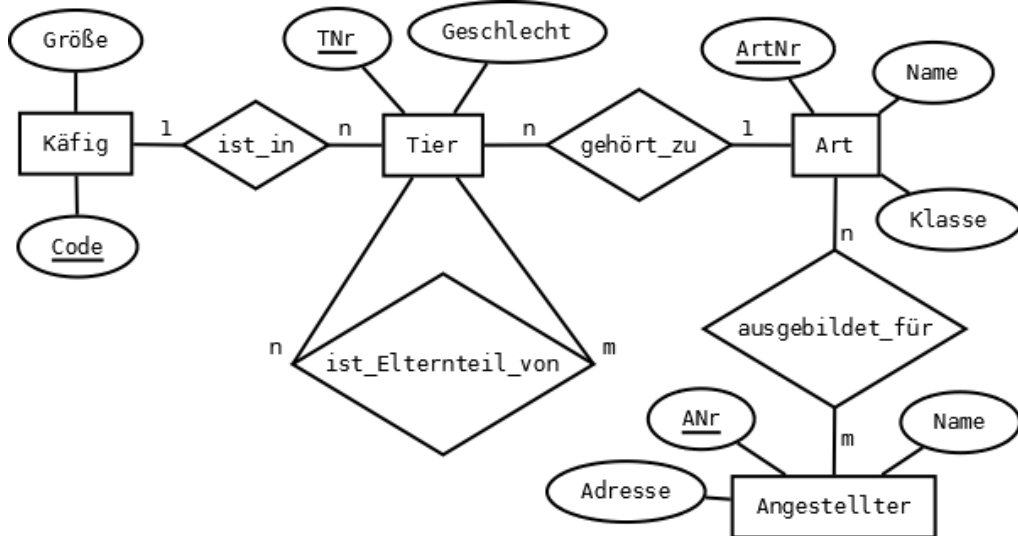 Größe
TNr
Geschlecht
ArtNr
Name
Käfig
1
ist_in
n
Tier
n
gehört_zu
1
Art
Code
Klasse
n
n
ist_Elternteil_von
m
ausgebildet_für
ANr
Name
m
Adresse
Angestellter